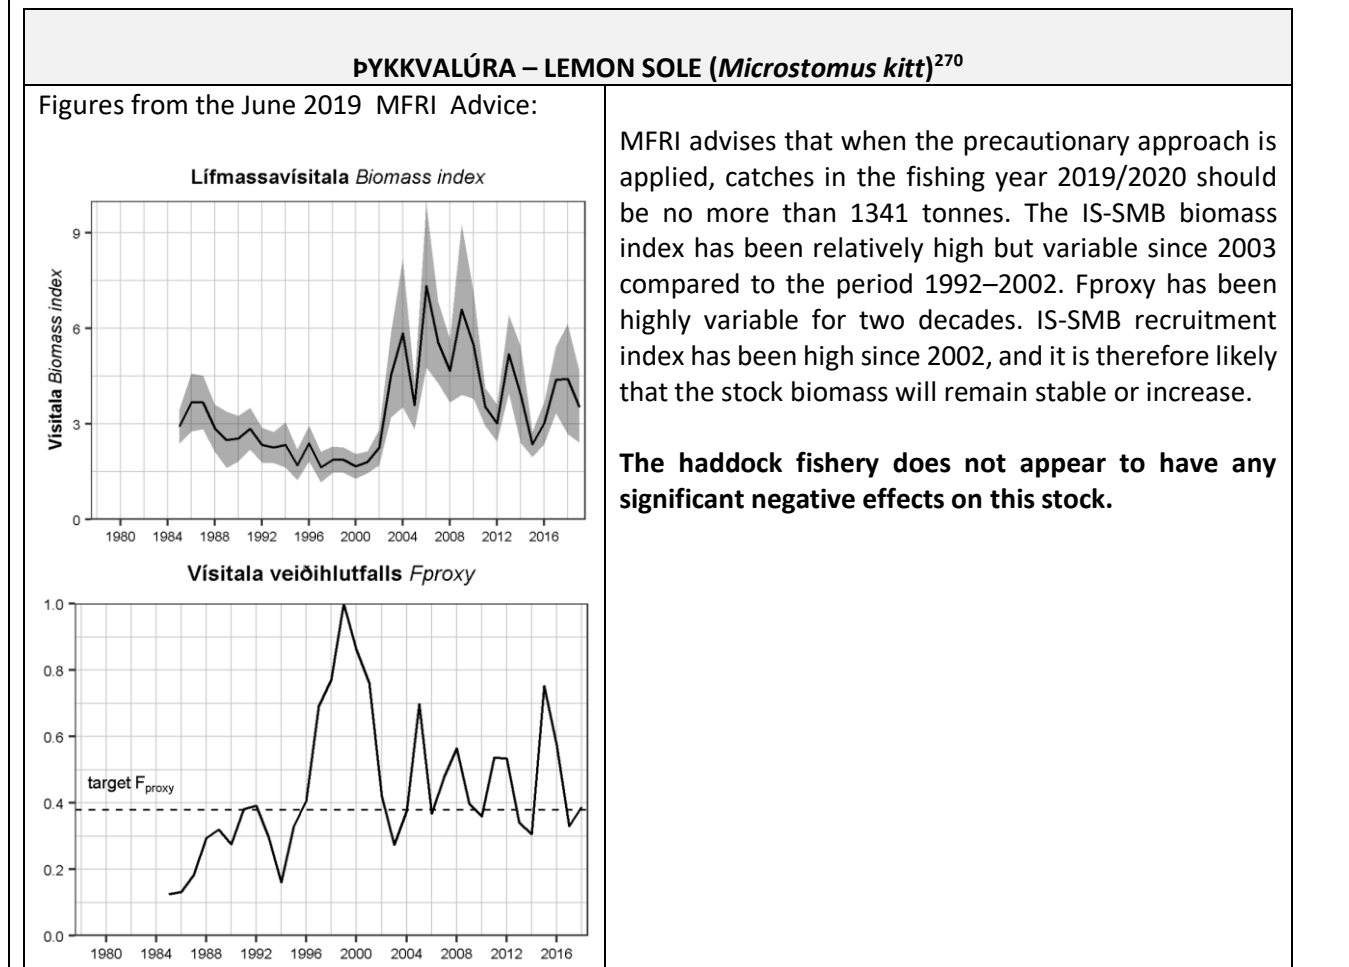 ÞYKKVALÚRA – LEMON SOLE (Microstomus kitt)270
Figures from the June 2019 MFRI Advice:
Lífmassavísitala Biomass index
Vísitala Biomass index
9
6
3
0
1980 1984 1988 1992 1996 2000 2004 2008 2012 2016
Vísitala veiðihlutfalls Fproxy
1.0
0.8
0.6
target Fproxy
0.4
0.2
0.0
1980 1984 1988 1992 1996 2000 2004 2008 2012 2016
MFRI advises that when the precautionary approach is
applied, catches in the fishing year 2019/2020 should
be no more than 1341 tonnes. The IS-SMB biomass
index has been relatively high but variable since 2003
compared to the period 1992–2002. Fproxy has been
highly variable for two decades. IS-SMB recruitment
index has been high since 2002, and it is therefore likely
that the stock biomass will remain stable or increase.
The haddock fishery does not appear to have any
significant negative effects on this stock.